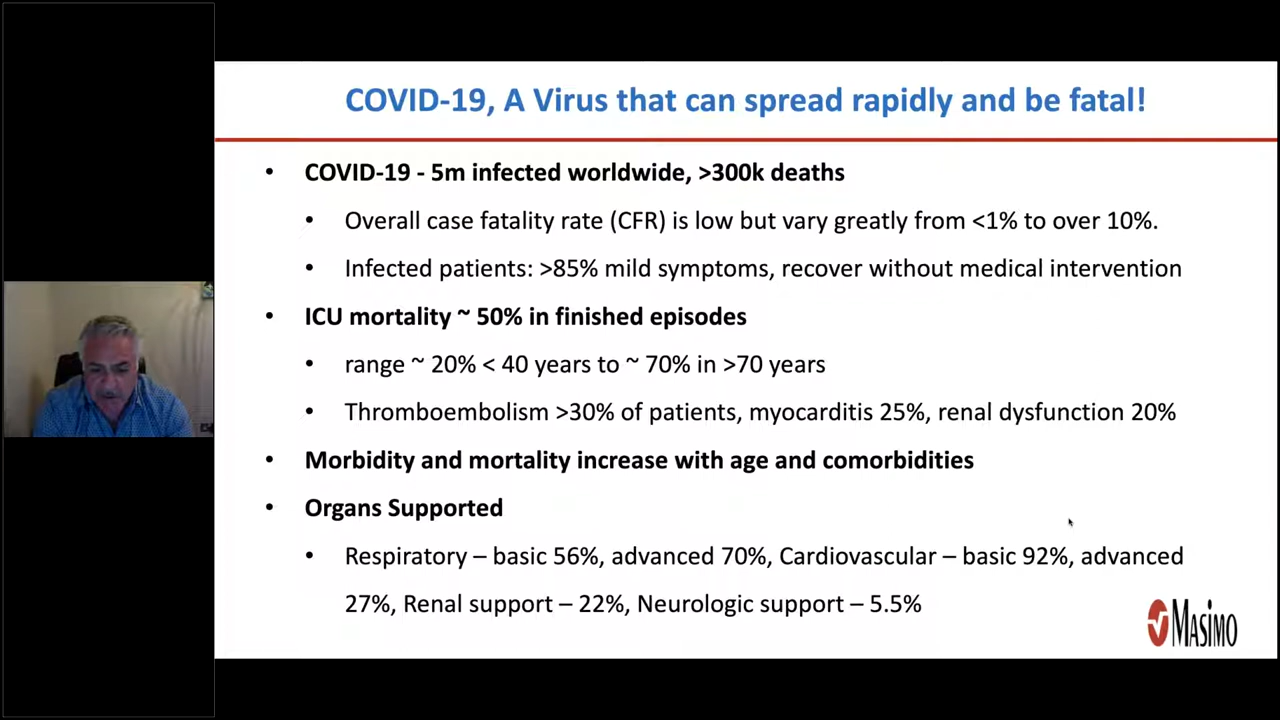 COVID-19, A Virus that can spread rapidly and be fatal!
• COVID-19 - 5m infected worldwide, >300k deaths
• Overall case fatality rate (CFR) is low but vary greatly from <1% to over 10%.
• Infected patients: >85% mild symptoms, recover without medical intervention
• ICU mortality ~ 50% in finished episodes
• range ~ 20% < 40 years to ~ 70% in >70 years
• Thromboembolism >30% of patients, myocarditis 25%, renal dysfunction 20%
• Morbidity and mortality increase with age and comorbidities
• Organs Supported
• Respiratory – basic 56%, advanced 70%, Cardiovascular – basic 92%, advanced
27%, Renal support – 22%, Neurologic support – 5.5%
Masimo